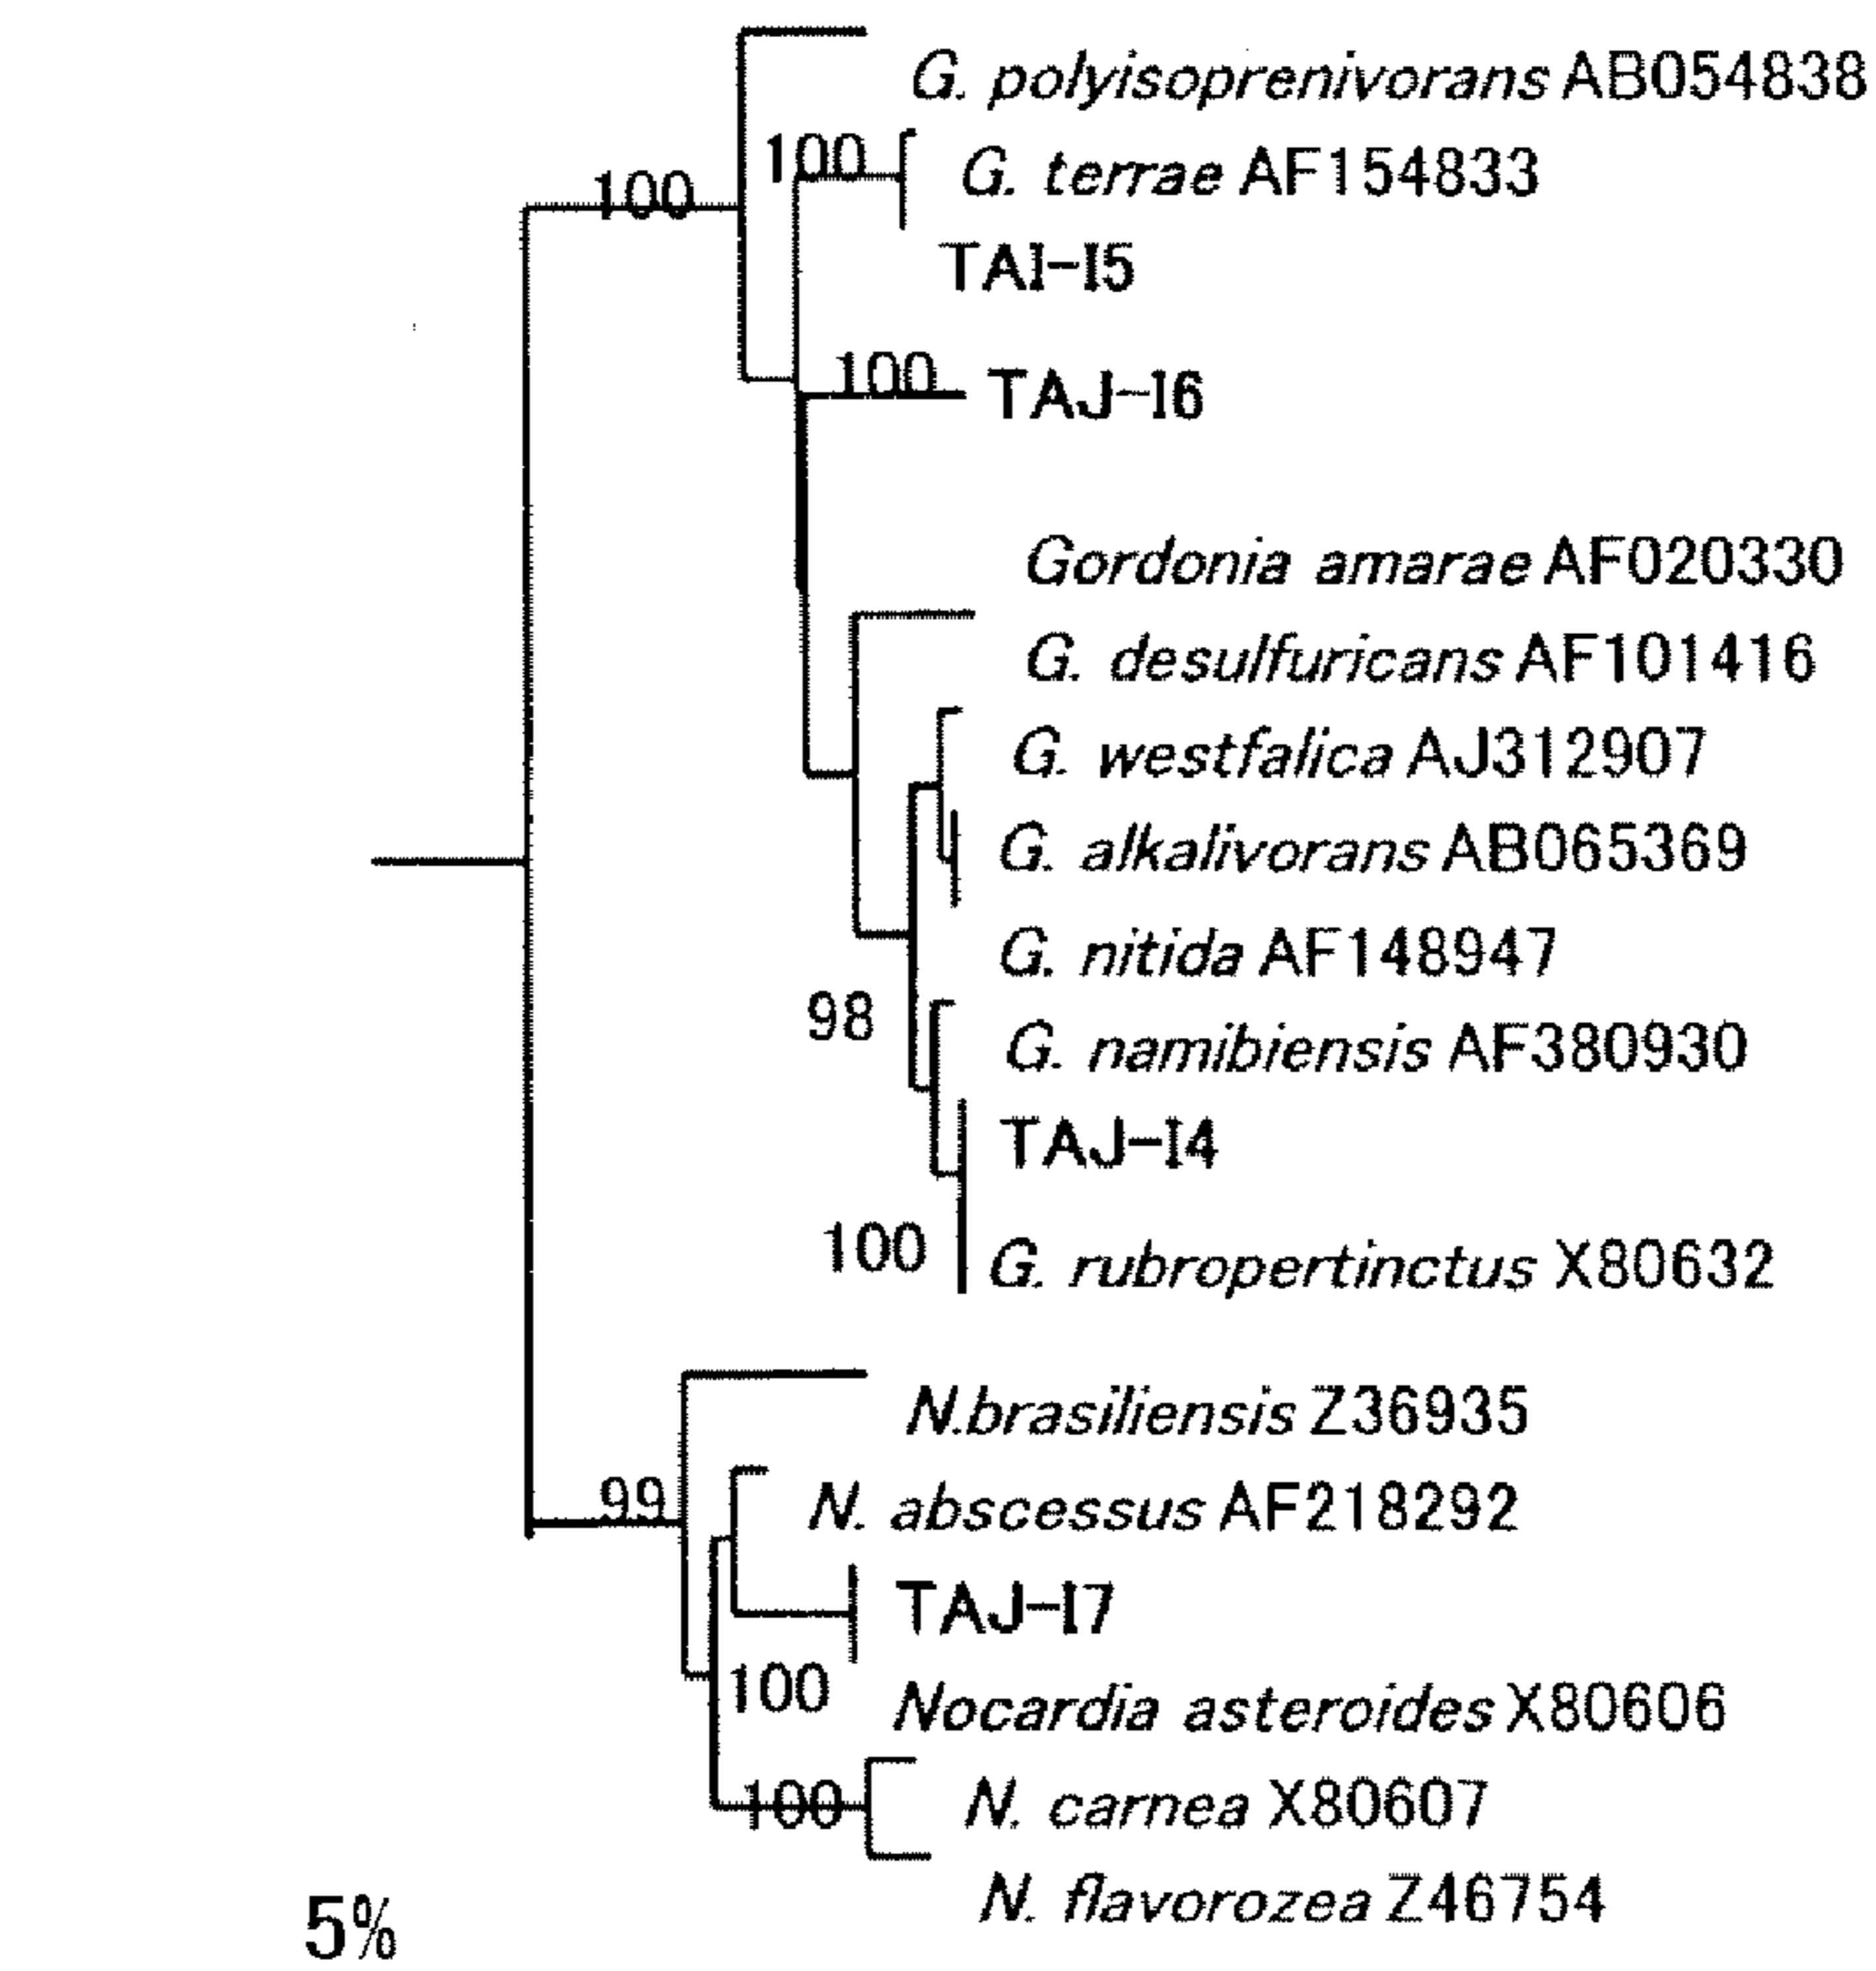 G. polyisoprenivorans AB054838
100
G. terrae AF154833
100
TAI-I5
100
TAJ-I6
Gordonia amarae AF020330
G. desulfuricans AF101416
G. westfalica AJ312907
G. alkalivorans AB065369
G. nitida AF148947
98
G. namibiensis AF380930
TAJ-I4
100
G. rubropertinctus X80632
N.brasiliensis Z36935
99
N. abscessus AF218292
TAJ-I7
100
Nocardia asteroides X80606
100
N. carnea X80607
N. flavorozea Z46754
5%